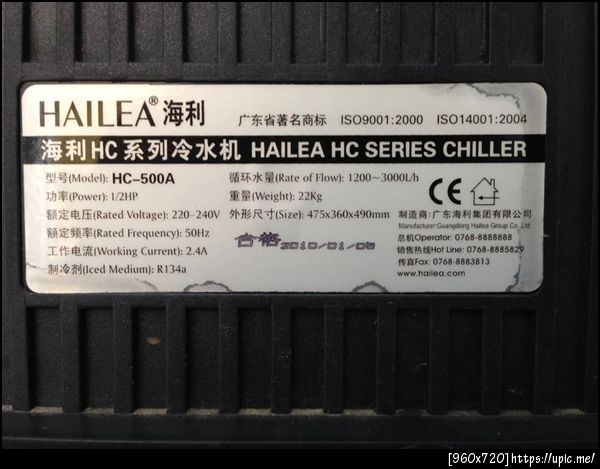 HAILEA® 海利 广东省著名商标 ISO9001:2000 ISO14001:2004
海利HC系列冷水机 HAILEA HC SERIES CHILLER
型号(Model): HC-500A
功率(Power): 1/2HP
额定电压(Rated Voltage): 220-240V
额定频率(Rated Frequency): 50Hz
工作电流(Working Current): 2.4A
制冷剂(Iced Medium): R134a
循环水量(Rate of Flow): 1200~3000L/h
重量(Weight): 22Kg
外形尺寸(Size): 475x360x490mm
合格 2010/01/08
CE
制造商:广东海利集团有限公司
Manufacturer:Guangdong Hailea Group Co.,Ltd
总机Operator: 0768-8888888
销售热线Hot Line: 0768-8885829
传真Fax: 0768-8883813
www.hailea.com
[960x720]https://upic.me/